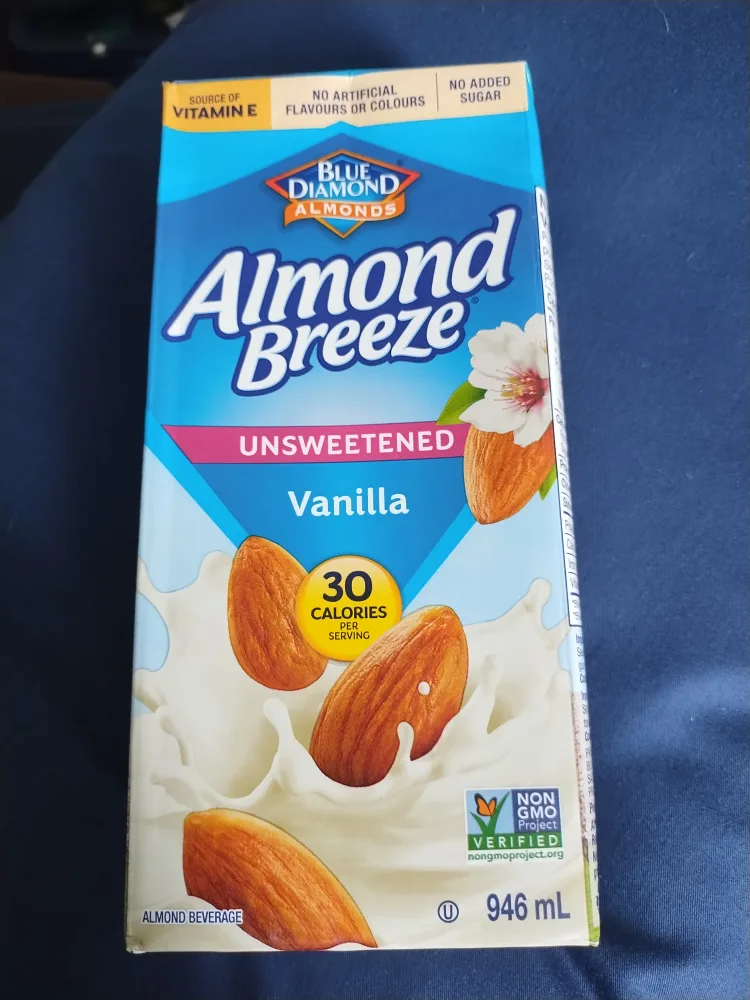 SOURCE OF
VITAMIN E
NO ARTIFICIAL
FLAVOURS OR COLOURS
NO ADDED
SUGAR
BLUE
DIAMOND
ALMONDS
Almond
Breeze
UNSWEETENED
Vanilla
30
CALORIES
PER
SERVING
NON
GMO
Project
VERIFIED
nongmoproject.org
ALMOND BEVERAGE
U
946 mL